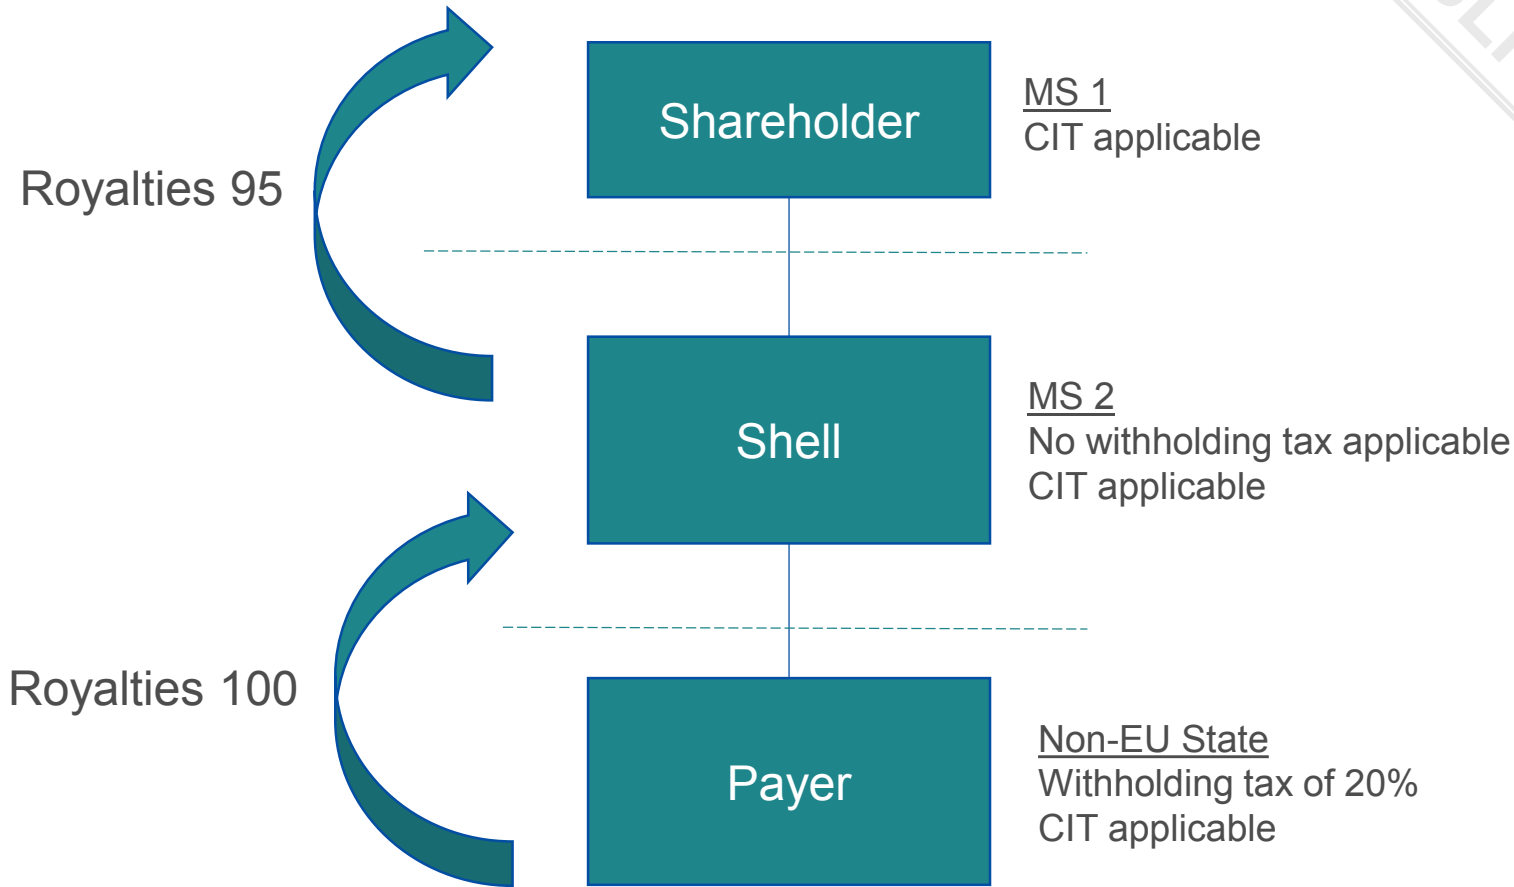 Shareholder
MS 1
CIT applicable
Royalties 95
Shell
MS 2
No withholding tax applicable
CIT applicable
Royalties 100
Payer
Non-EU State
Withholding tax of 20%
CIT applicable